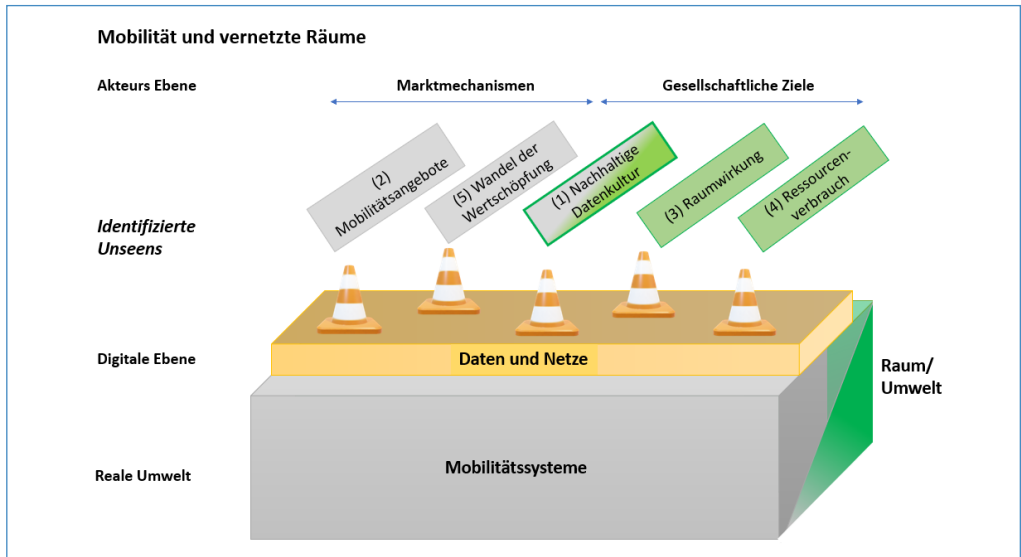 Mobilität und vernetzte Räume
Akteurs Ebene
Marktmechanismen
Gesellschaftliche Ziele
(2)
Mobilitätsangebote
(5) Wandel der
Wertschöpfung
(1) Nachhaltige
Datenkultur
(3) Raumwirkung
(4) Ressourcen-
verbrauch
Identifizierte
Unseens
Digitale Ebene
Daten und Netze
Raum/
Umwelt
Reale Umwelt
Mobilitätssysteme